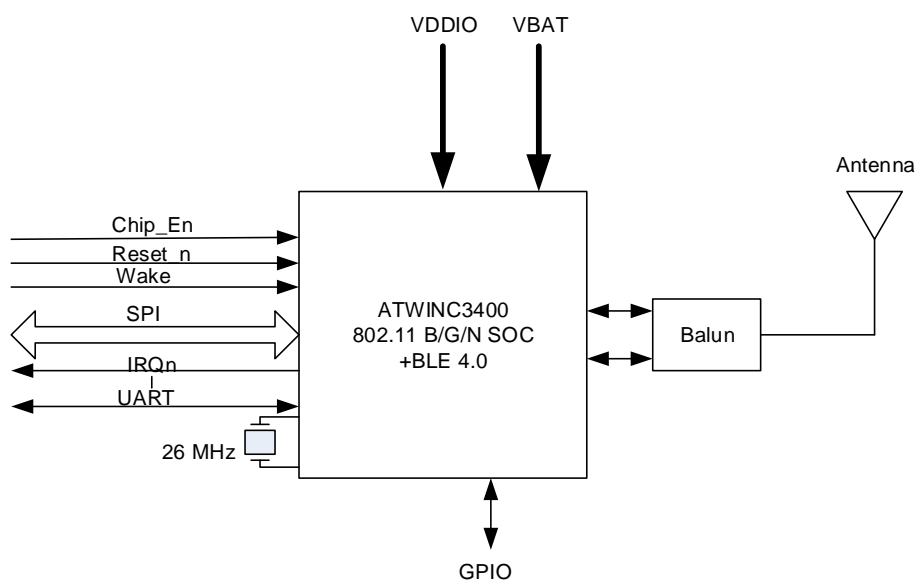 VDDIO VBAT
Antenna
Chip_En
Reset_n
Wake
SPI
IRQn
UART
26 MHz
ATWINC3400
802.11 B/G/N SOC
+BLE 4.0
Balun
GPIO